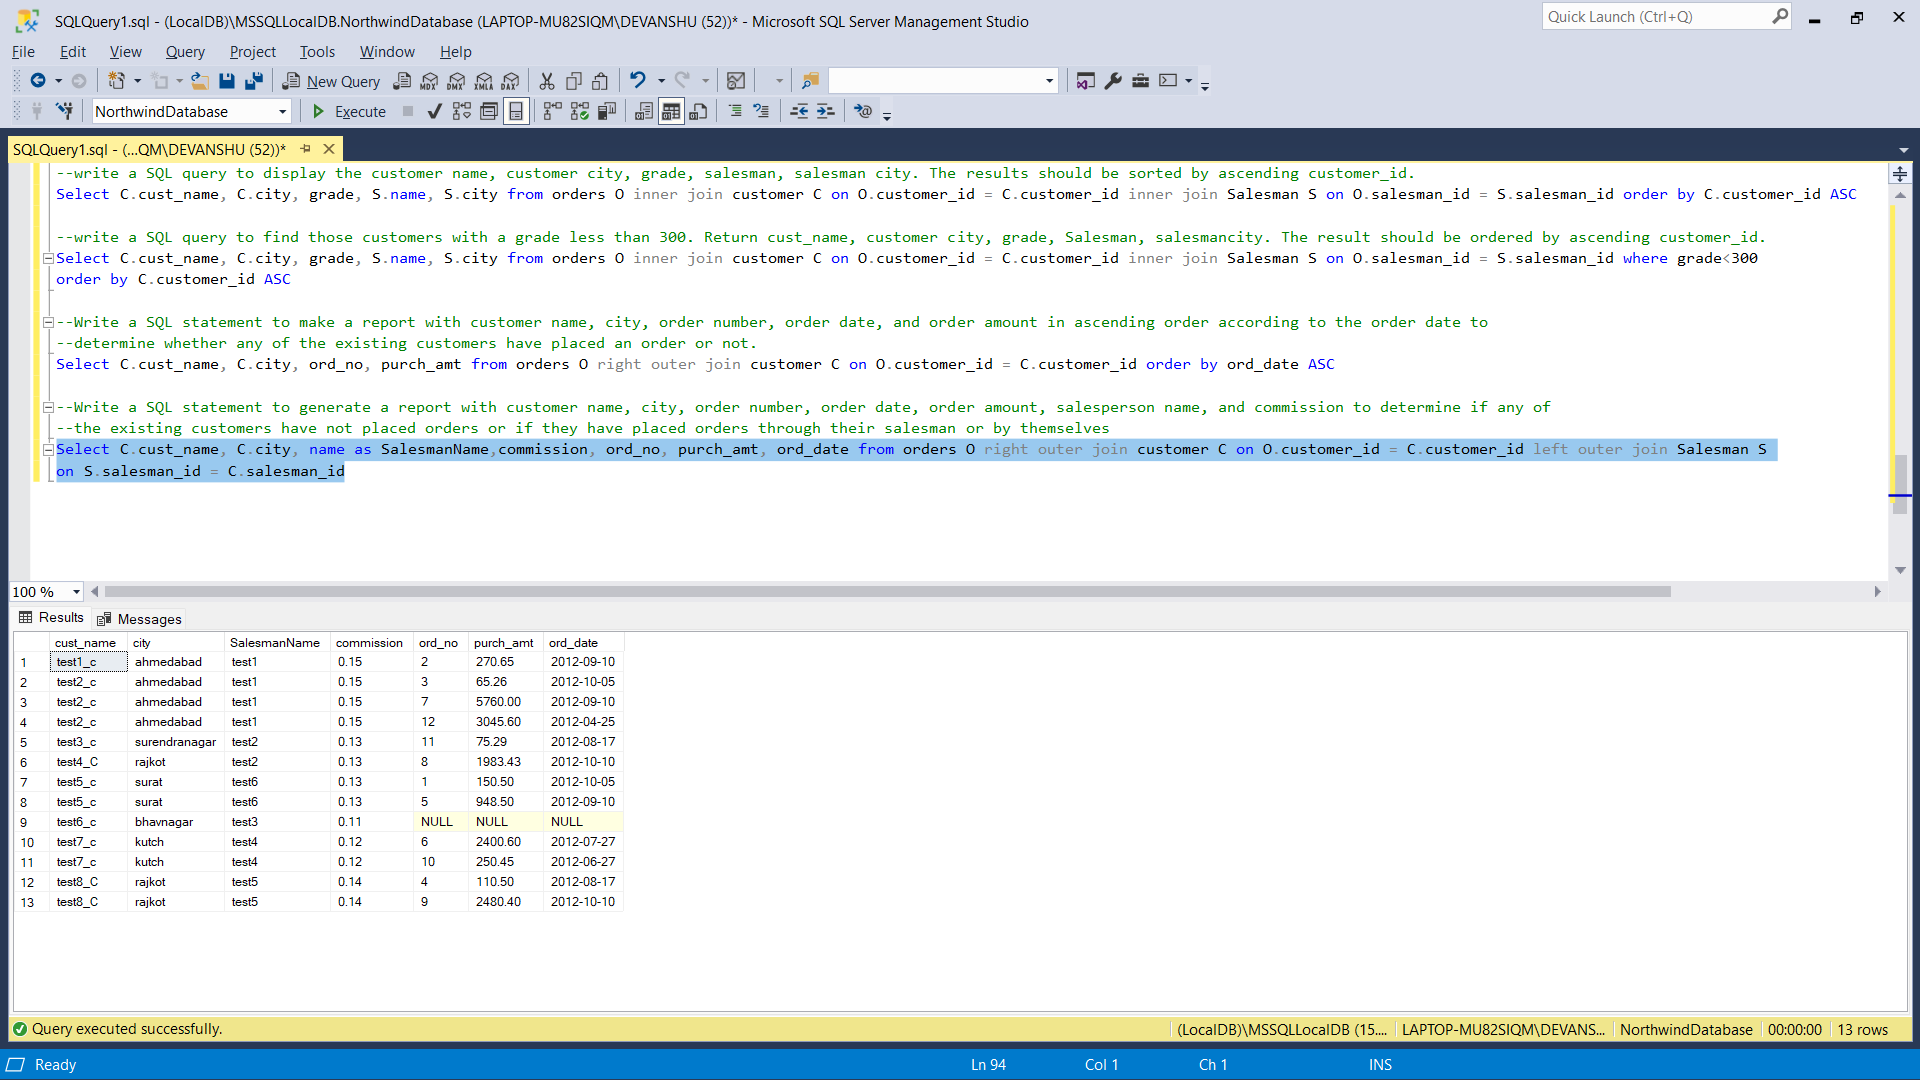 SQLQuery1.sql - (LocalDB)\MSSQLLocalDB.NorthwindDatabase (LAPTOP-MU82SIQM\DEVANSHU (52))* - Microsoft SQL Server Management Studio
Quick Launch (Ctrl+Q)
File Edit View Query Project Tools Window Help
New Query MDX DMX XMLA DAX
NorthwindDatabase Execute
SQLQuery1.sql - (...QM\DEVANSHU (52))*
--write a SQL query to display the customer name, customer city, grade, salesman, salesman city. The results should be sorted by ascending customer_id.
Select C.cust_name, C.city, grade, S.name, S.city from orders O inner join customer C on O.customer_id = C.customer_id inner join Salesman S on O.salesman_id = S.salesman_id order by C.customer_id ASC
--write a SQL query to find those customers with a grade less than 300. Return cust_name, customer city, grade, Salesman, salesmancity. The result should be ordered by ascending customer_id.
Select C.cust_name, C.city, grade, S.name, S.city from orders O inner join customer C on O.customer_id = C.customer_id inner join Salesman S on O.salesman_id = S.salesman_id where grade<300
order by C.customer_id ASC
--Write a SQL statement to make a report with customer name, city, order number, order date, and order amount in ascending order according to the order date to
--determine whether any of the existing customers have placed an order or not.
Select C.cust_name, C.city, ord_no, purch_amt from orders O right outer join customer C on O.customer_id = C.customer_id order by ord_date ASC
--Write a SQL statement to generate a report with customer name, city, order number, order date, order amount, salesperson name, and commission to determine if any of
--the existing customers have not placed orders or if they have placed orders through their salesman or by themselves
Select C.cust_name, C.city, name as SalesmanName,commission, ord_no, purch_amt, ord_date from orders O right outer join customer C on O.customer_id = C.customer_id left outer join Salesman S
on S.salesman_id = C.salesman_id
100 %
Results Messages
cust_name city SalesmanName commission ord_no purch_amt ord_date
1 test1_c ahmedabad test1 0.15 2 270.65 2012-09-10
2 test2_c ahmedabad test1 0.15 3 65.26 2012-10-05
3 test2_c ahmedabad test1 0.15 7 5760.00 2012-09-10
4 test2_c ahmedabad test1 0.15 12 3045.60 2012-04-25
5 test3_c surendranagar test2 0.13 11 75.29 2012-08-17
6 test4_C rajkot test2 0.13 8 1983.43 2012-10-10
7 test5_c surat test6 0.13 1 150.50 2012-10-05
8 test5_c surat test6 0.13 5 948.50 2012-09-10
9 test6_c bhavnagar test3 0.11 NULL NULL NULL
10 test7_c kutch test4 0.12 6 2400.60 2012-07-27
11 test7_c kutch test4 0.12 10 250.45 2012-06-27
12 test8_C rajkot test5 0.14 4 110.50 2012-08-17
13 test8_C rajkot test5 0.14 9 2480.40 2012-10-10
Query executed successfully. (LocalDB)\MSSQLLocalDB (15.... LAPTOP-MU82SIQM\DEVANS... NorthwindDatabase 00:00:00 13 rows
Ready Ln 94 Col 1 Ch 1 INS